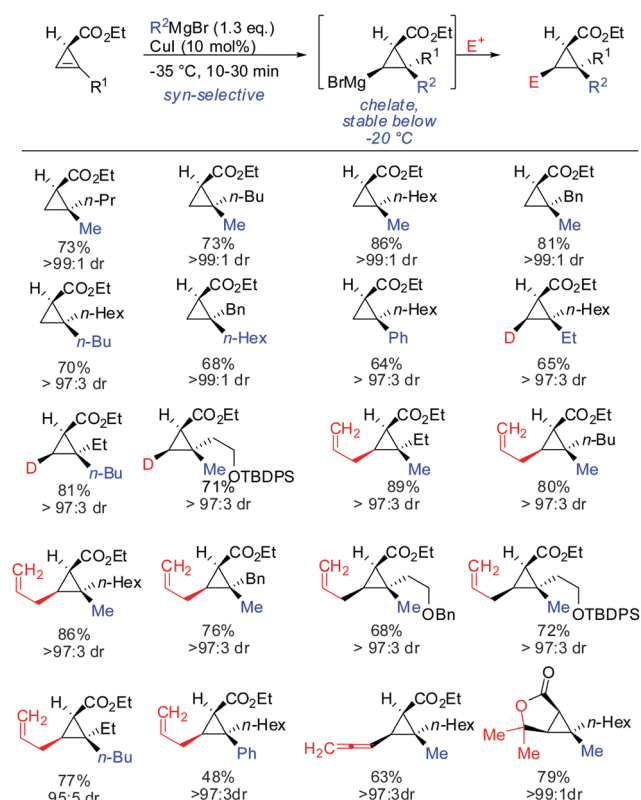 H CO2Et R1
R2MgBr (1.3 eq.)
CuI (10 mol%)
-35 °C, 10-30 min
syn-selective
H CO2Et R1 R2 BrMg
chelate,
stable below
-20 °C
E+
H CO2Et R1 R2 E
H CO2Et n-Pr Me
73%
>99:1 dr
H CO2Et n-Bu Me
73%
>99:1 dr
H CO2Et n-Hex Me
86%
>99:1 dr
H CO2Et Bn Me
81%
>99:1 dr
H CO2Et n-Hex n-Bu
70%
> 97:3 dr
H CO2Et Bn n-Hex
68%
>99:1 dr
H CO2Et n-Hex Ph
64%
> 97:3 dr
H CO2Et n-Hex D Et
65%
> 97:3 dr
H CO2Et Et D n-Bu
81%
> 97:3 dr
H CO2Et D Me OTBDPS
71%
> 97:3 dr
CH2 H CO2Et Et Me
89%
> 97:3 dr
CH2 H CO2Et n-Bu Me
80%
> 97:3 dr
CH2 H CO2Et n-Hex Me
86%
>97:3 dr
CH2 H CO2Et Bn Me
76%
>97:3 dr
CH2 H CO2Et Me OBn
68%
> 97:3 dr
CH2 H CO2Et Me OTBDPS
72%
> 97:3 dr
CH2 H CO2Et Et n-Bu
77%
95:5 dr
CH2 H CO2Et n-Hex Ph
48%
>97:3dr
H CO2Et n-Hex H2C Me
63%
>97:3dr
O O n-Hex Me Me Me
79%
>99:1dr